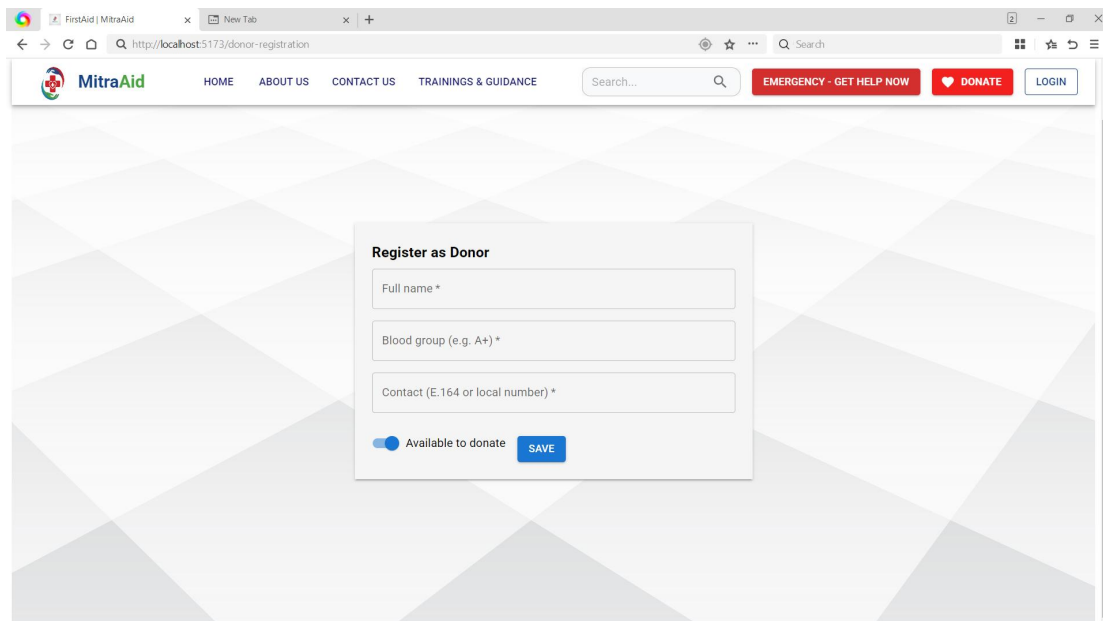 FirstAid | MitraAid
New Tab
2
http://localhost:5173/donor-registration
Search
MitraAid
HOME
ABOUT US
CONTACT US
TRAININGS & GUIDANCE
Search...
EMERGENCY - GET HELP NOW
DONATE
LOGIN
Register as Donor
Full name *
Blood group (e.g. A+) *
Contact (E.164 or local number) *
Available to donate
SAVE